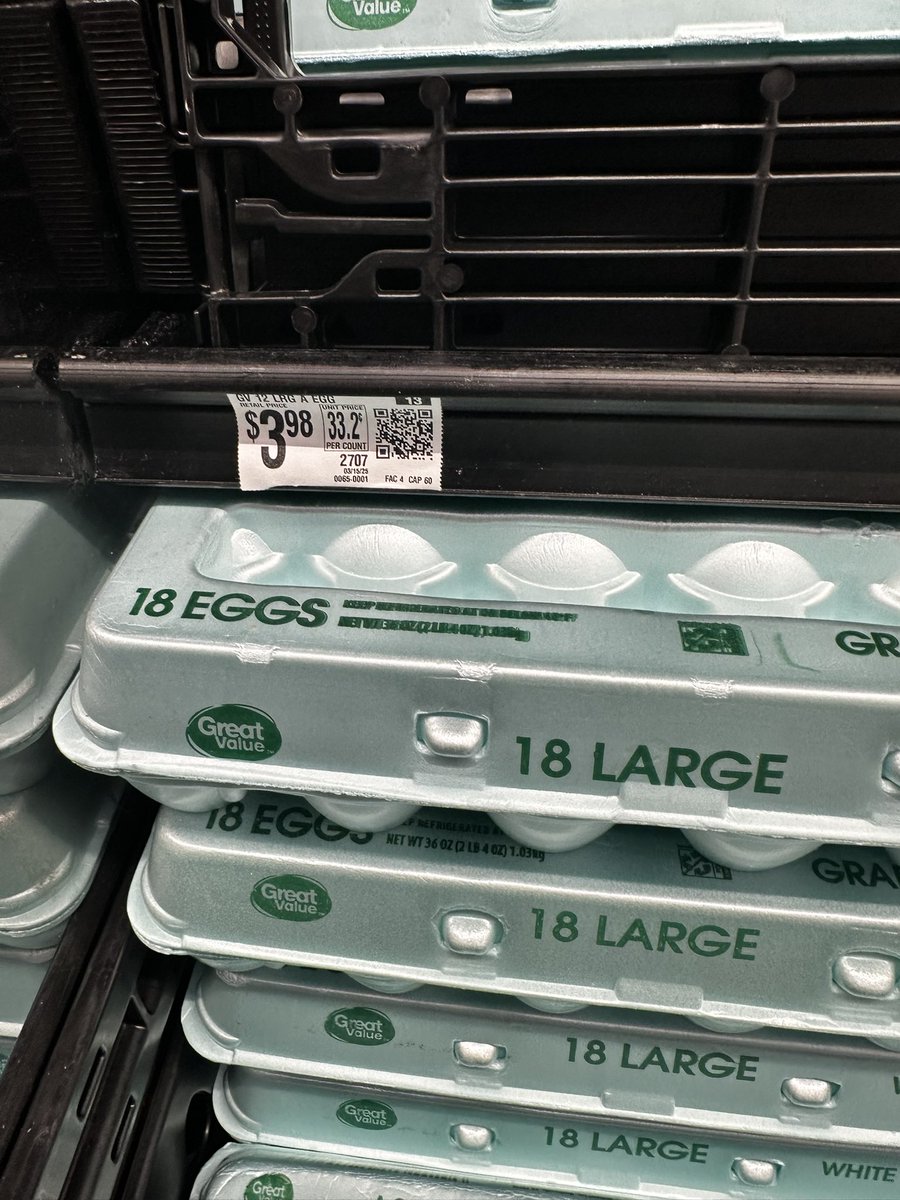 Value
GV 12 LRG A EGG
13
RETAIL PRICE
UNIT PRICE
$3.98
33.2¢
PER COUNT
2707
03/15/25
0065-0001 FAC 4 CAP 60
18 EGGS
GR
Great Value
18 LARGE
18 EGGS
NET WT 36 OZ (2 LB 4 OZ) 1.03kg
GRA
Great Value
18 LARGE
Great Value
18 LARGE
Great Value
18 LARGE
WHITE
Great